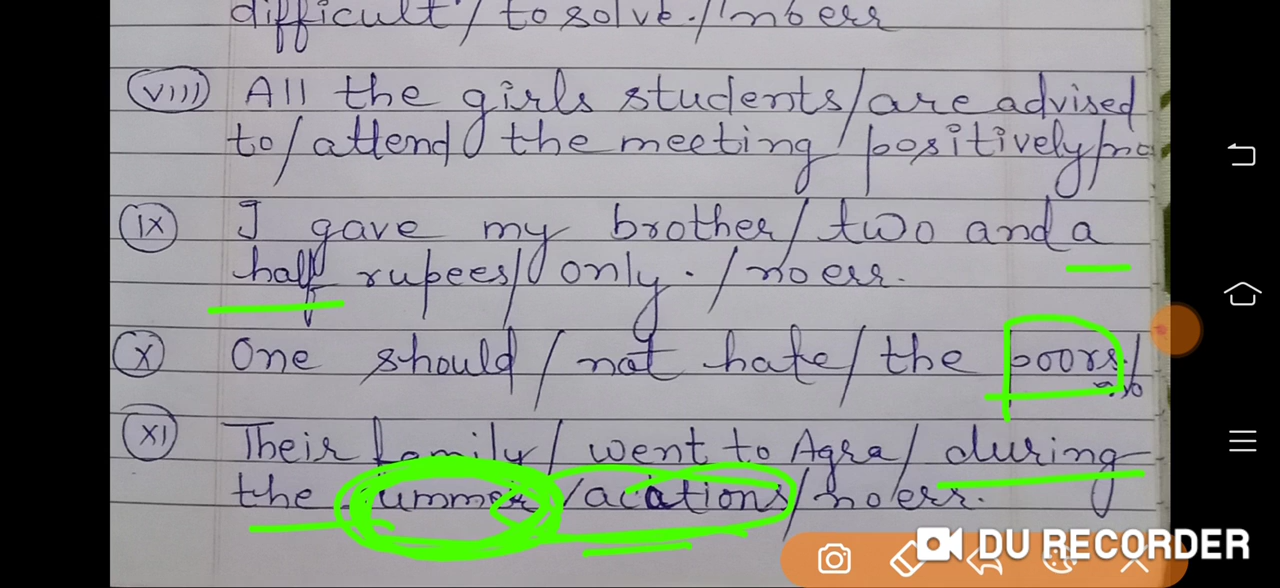 difficult/to solve./no err
(viii) All the girls students/are advised
to/attend the meeting/positively/no
(ix) I gave my brother/two and a
half rupees/only./no err.
(x) One should/not hate/the poors./
no
(xi) Their family/went to Agra/during
the summer vacations/no err.
DU RECORDER